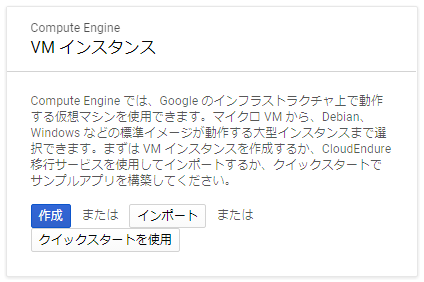 Compute Engine
VM インスタンス
Compute Engine では、Google のインフラストラクチャ上で動作
する仮想マシンを使用できます。マイクロ VM から、Debian、
Windows などの標準イメージが動作する大型インスタンスまで選
択できます。まずは VM インスタンスを作成するか、CloudEndure
移行サービスを使用してインポートするか、クイックスタートで
サンプルアプリを構築してください。
作成 または インポート または
クイックスタートを使用